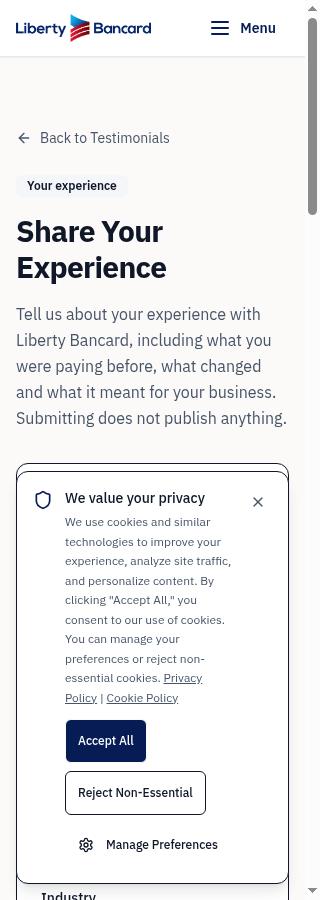 Liberty Bancard
Menu
Back to Testimonials
Your experience
Share Your
Experience
Tell us about your experience with
Liberty Bancard, including what you
were paying before, what changed
and what it meant for your business.
Submitting does not publish anything.
We value your privacy
We use cookies and similar
technologies to improve your
experience, analyze site traffic,
and personalize content. By
clicking "Accept All," you
consent to our use of cookies.
You can manage your
preferences or reject non-
essential cookies. Privacy
Policy | Cookie Policy
Accept All
Reject Non-Essential
Manage Preferences
Industry